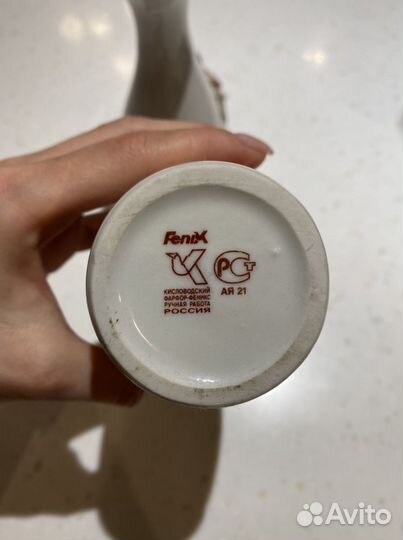 Fenix
РСТ
КИСЛОВОДСКИЙ
ФАРФОР-ФЕНИКС
РУЧНАЯ РАБОТА
РОССИЯ
АЯ 21
Avito